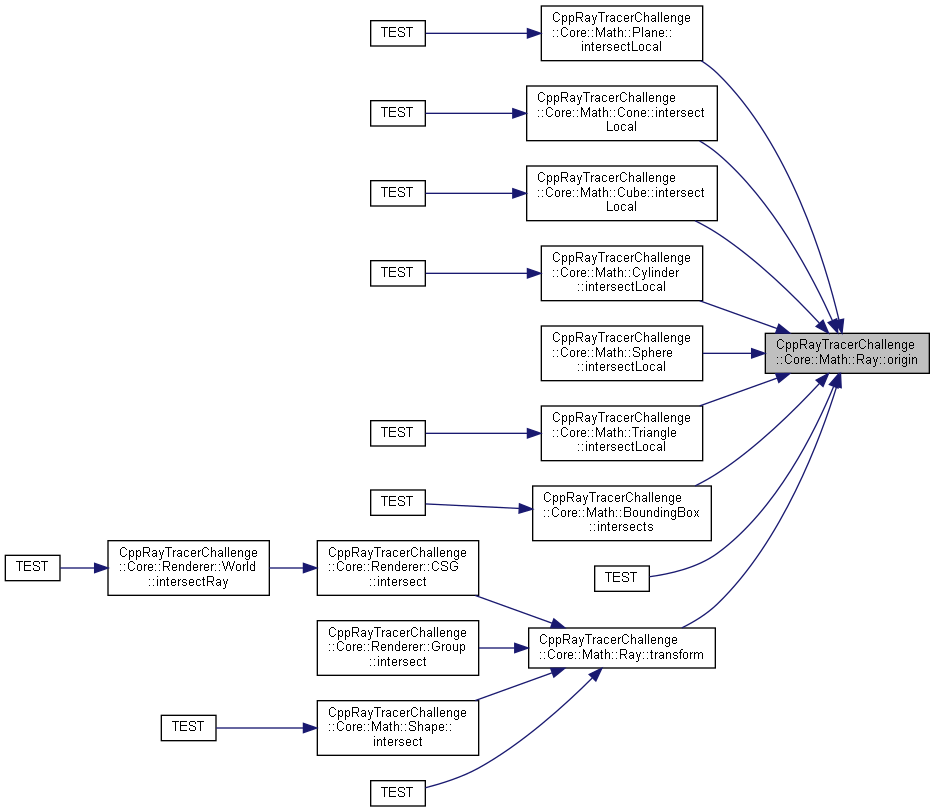 TEST
CppRayTracerChallenge
::Core::Math::Plane::
intersectLocal
TEST
CppRayTracerChallenge
::Core::Math::Cone::intersect
Local
TEST
CppRayTracerChallenge
::Core::Math::Cube::intersect
Local
TEST
CppRayTracerChallenge
::Core::Math::Cylinder
::intersectLocal
CppRayTracerChallenge
::Core::Math::Sphere
::intersectLocal
CppRayTracerChallenge
::Core::Math::Ray::origin
TEST
CppRayTracerChallenge
::Core::Math::Triangle
::intersectLocal
TEST
CppRayTracerChallenge
::Core::Math::BoundingBox
::intersects
TEST
TEST
CppRayTracerChallenge
::Core::Renderer::World
::intersectRay
CppRayTracerChallenge
::Core::Renderer::CSG
::intersect
CppRayTracerChallenge
::Core::Renderer::Group
::intersect
CppRayTracerChallenge
::Core::Math::Ray::transform
TEST
CppRayTracerChallenge
::Core::Math::Shape::
intersect
TEST